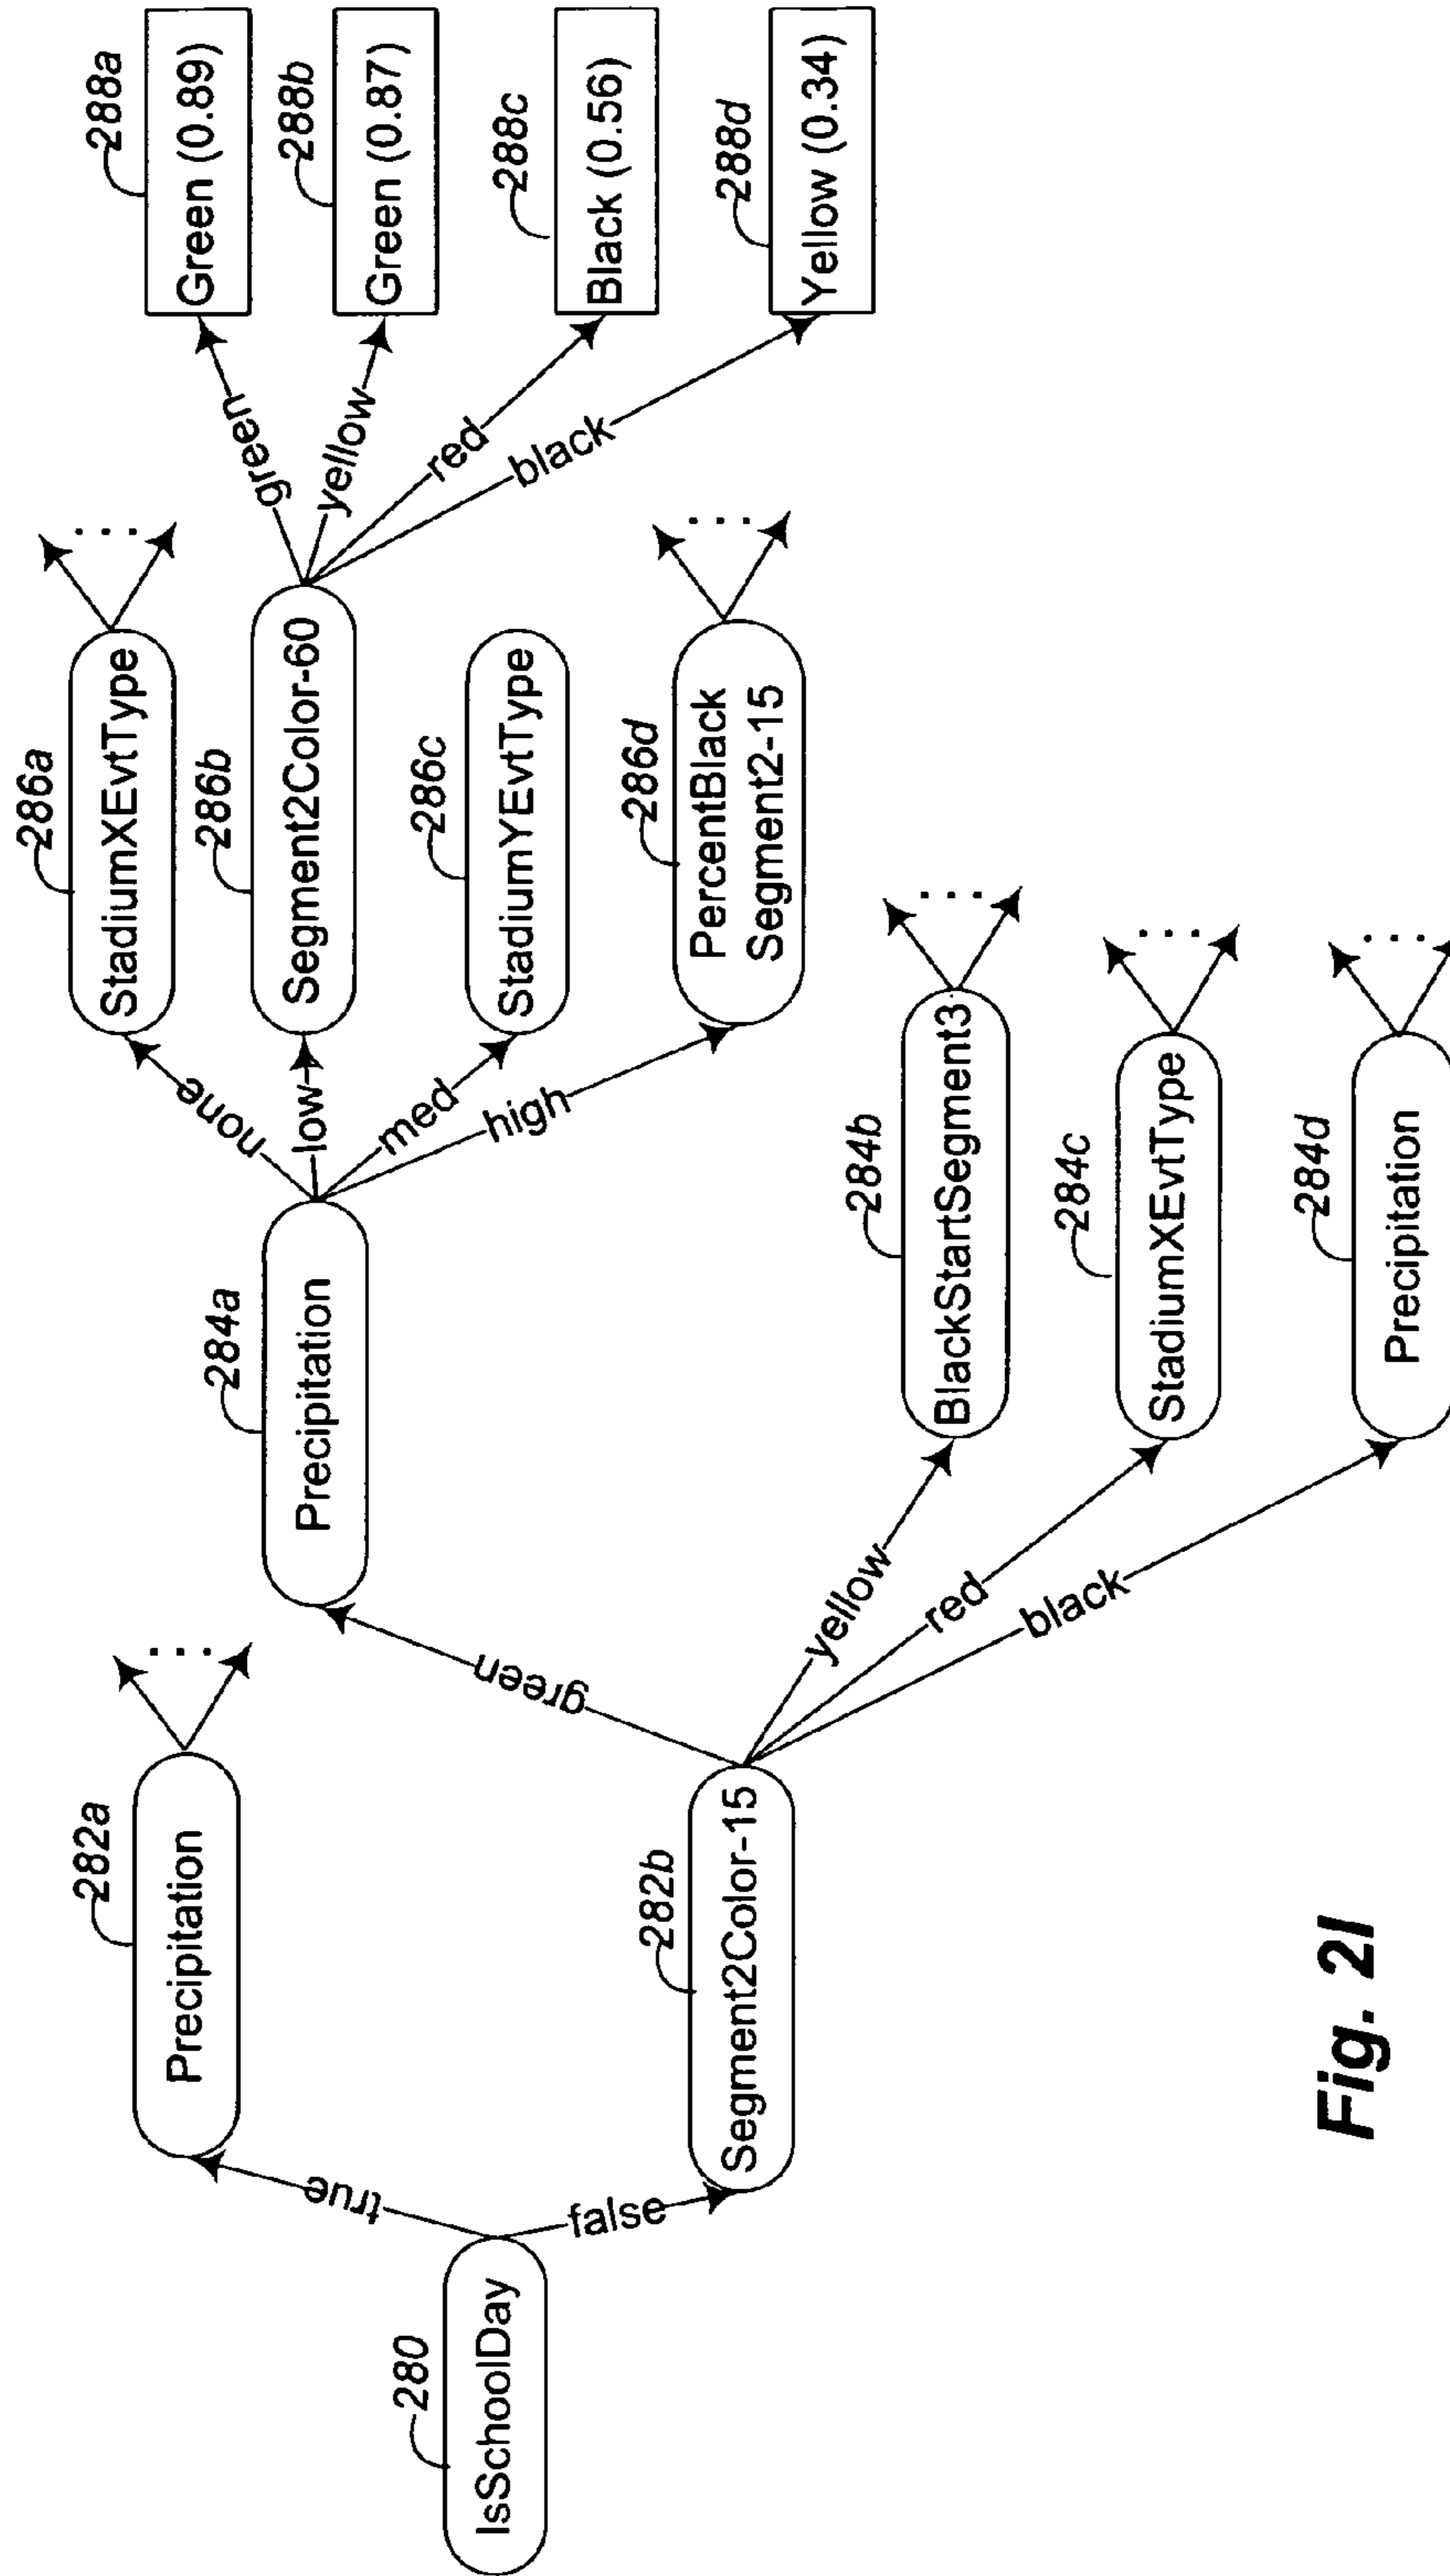 280
IsSchoolDay
true
false
282a
Precipitation
...
282b
Segment2Color-15
green
yellow
red
black
284a
Precipitation
none
low
med
high
284b
BlackStartSegment3
...
284c
StadiumXEvtType
...
284d
Precipitation
...
286a
StadiumXEvtType
...
286b
Segment2Color-60
green
yellow
red
black
286c
StadiumYEvtType
286d
PercentBlack
Segment2-15
...
288a
Green (0.89)
288b
Green (0.87)
288c
Black (0.56)
288d
Yellow (0.34)
Fig. 2I